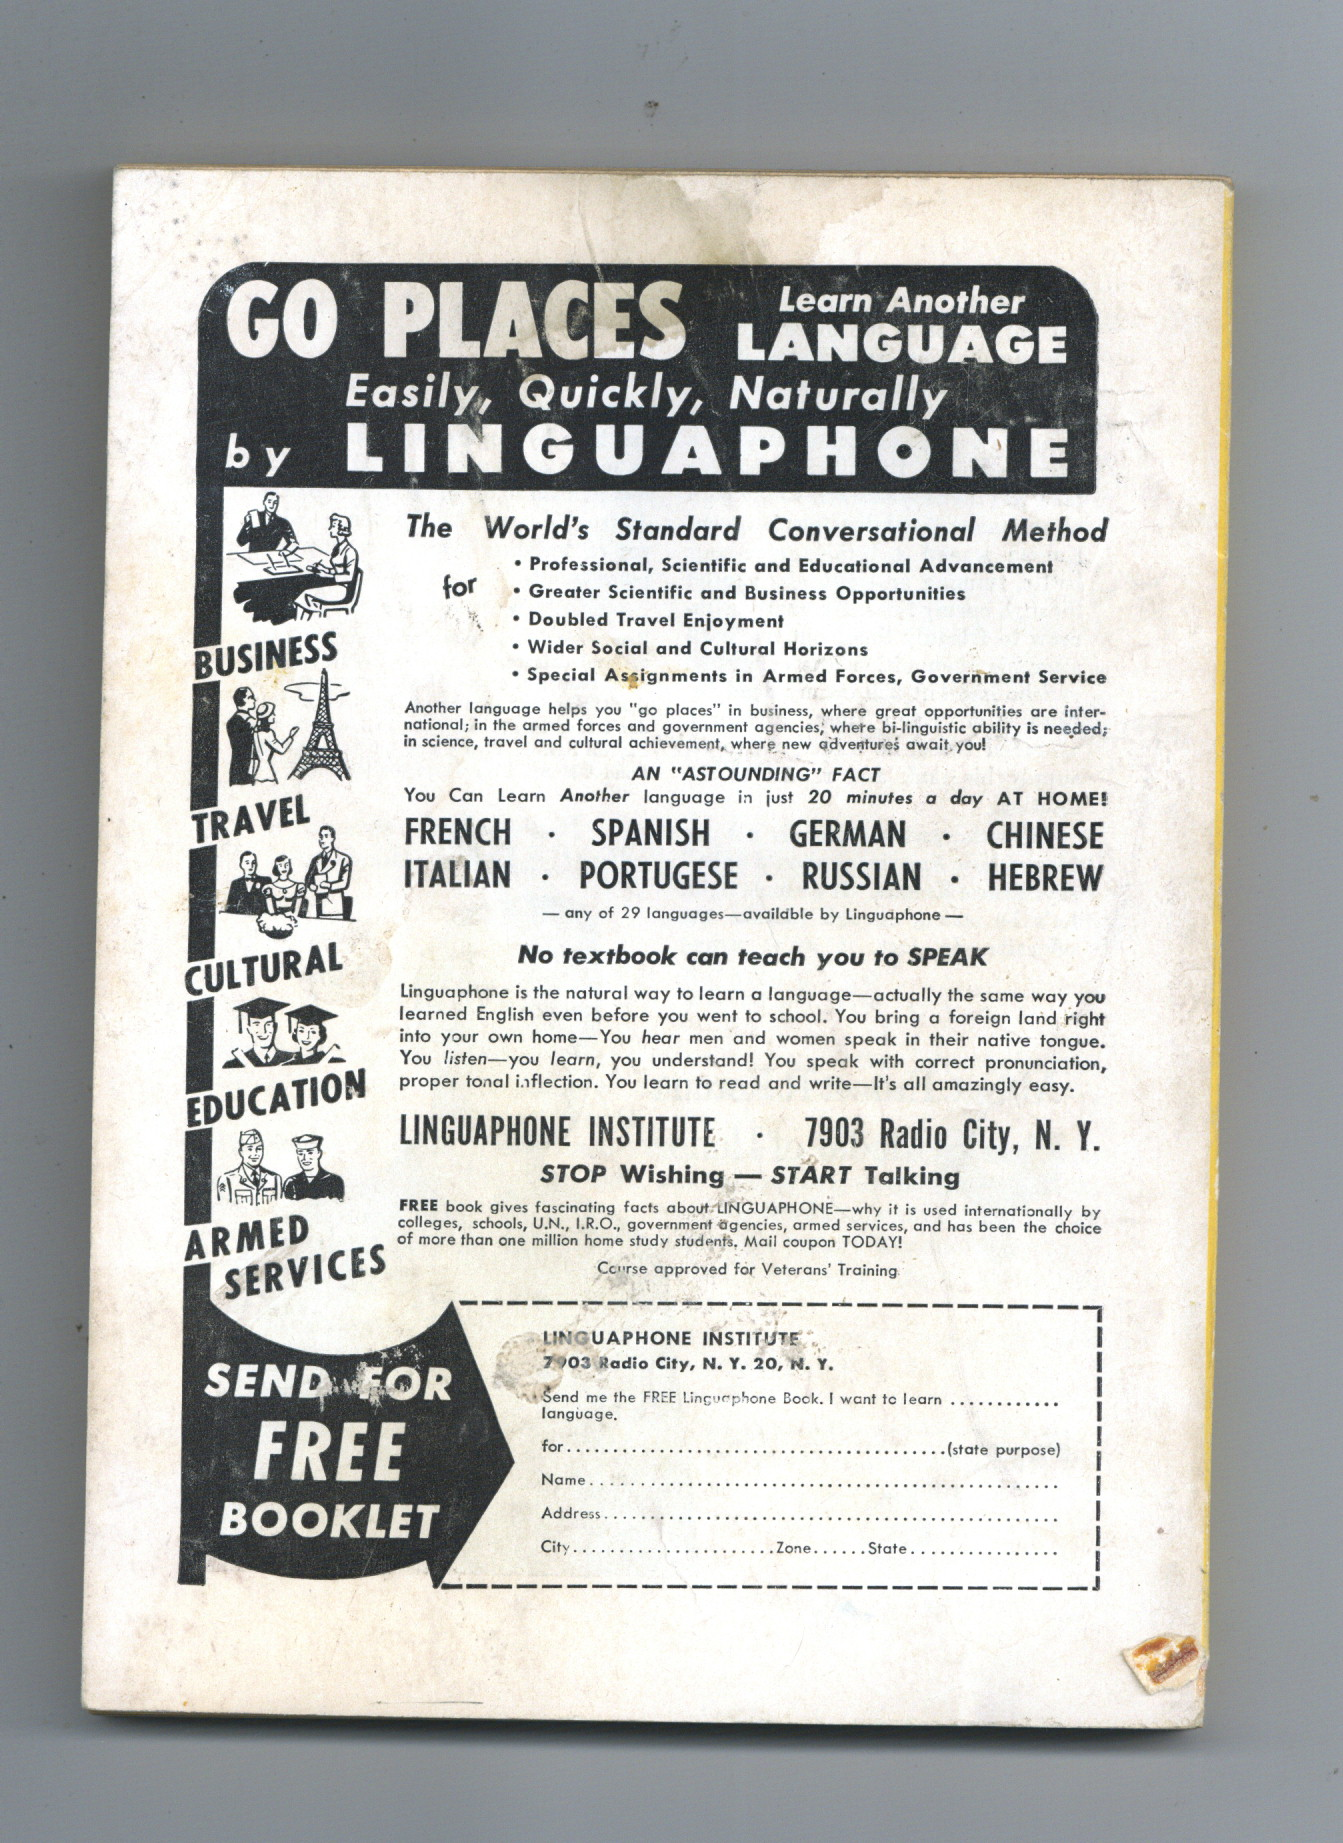 GO PLACES Learn Another
LANGUAGE
Easily, Quickly, Naturally
by LINGUAPHONE
BUSINESS
TRAVEL
CULTURAL
EDUCATION
ARMED
SERVICES
The World's Standard Conversational Method
for
• Professional, Scientific and Educational Advancement
• Greater Scientific and Business Opportunities
• Doubled Travel Enjoyment
• Wider Social and Cultural Horizons
• Special Assignments in Armed Forces, Government Service
Another language helps you "go places" in business, where great opportunities are inter-
national; in the armed forces and government agencies, where bi-linguistic ability is needed;
in science, travel and cultural achievement, where new adventures await you!
AN "ASTOUNDING" FACT
You Can Learn Another language in just 20 minutes a day AT HOME!
FRENCH · SPANISH · GERMAN · CHINESE
ITALIAN · PORTUGESE · RUSSIAN · HEBREW
— any of 29 languages—available by Linguaphone —
No textbook can teach you to SPEAK
Linguaphone is the natural way to learn a language—actually the same way you
learned English even before you went to school. You bring a foreign land right
into your own home—You hear men and women speak in their native tongue.
You listen—you learn, you understand! You speak with correct pronunciation,
proper tonal inflection. You learn to read and write—It's all amazingly easy.
LINGUAPHONE INSTITUTE · 7903 Radio City, N. Y.
STOP Wishing — START Talking
FREE book gives fascinating facts about LINGUAPHONE—why it is used internationally by
colleges, schools, U.N., I.R.O., government agencies, armed services, and has been the choice
of more than one million home study students. Mail coupon TODAY!
Course approved for Veterans' Training
SEND FOR
FREE
BOOKLET
LINGUAPHONE INSTITUTE
7903 Radio City, N. Y. 20, N. Y.
Send me the FREE Linguaphone Book. I want to learn ............
language.
for........................................(state purpose)
Name..................................................
Address................................................
City......................Zone......State................